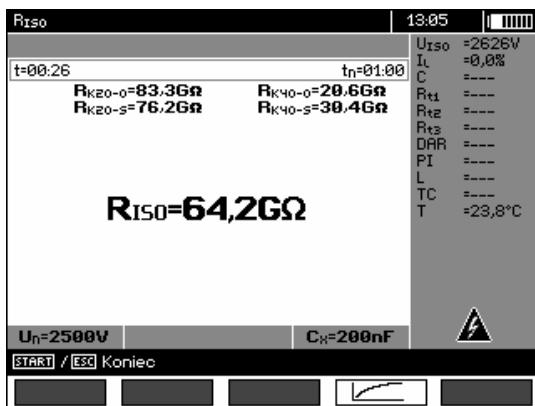 RISO 13:05
UISO =2626V
IL =0,0%
t=00:26 tn=01:00
C =---
RK20-O=83,3GΩ RK40-O=20,6GΩ
Rt1 =---
RK20-S=76,2GΩ RK40-S=30,4GΩ
Rt2 =---
Rt3 =---
DAR =---
PI =---
L =---
TC =---
RISO=64,2GΩ
T =23,8°C
Un=2500V CX=200nF
START / ESC Koniec